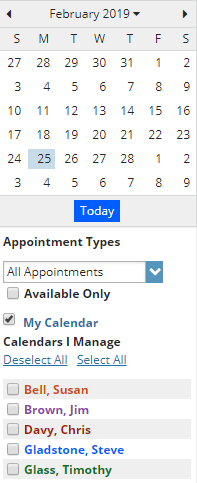 February 2019
S M T W T F S
27 28 29 30 31 1 2
3 4 5 6 7 8 9
10 11 12 13 14 15 16
17 18 19 20 21 22 23
24 25 26 27 28 1 2
3 4 5 6 7 8 9
Today
Appointment Types
All Appointments
Available Only
My Calendar
Calendars I Manage
Deselect All Select All
Bell, Susan
Brown, Jim
Davy, Chris
Gladstone, Steve
Glass, Timothy